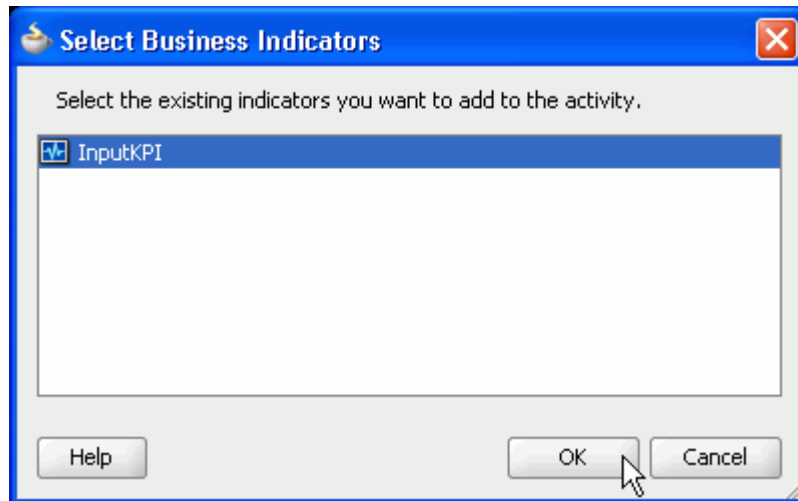 Select Business Indicators
Select the existing indicators you want to add to the activity.
InputKPI
Help
OK
Cancel